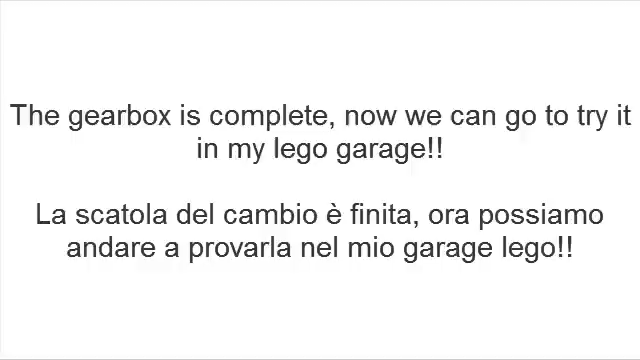 The gearbox is complete, now we can go to try it
in my lego garage!!
La scatola del cambio è finita, ora possiamo
andare a provarla nel mio garage lego!!